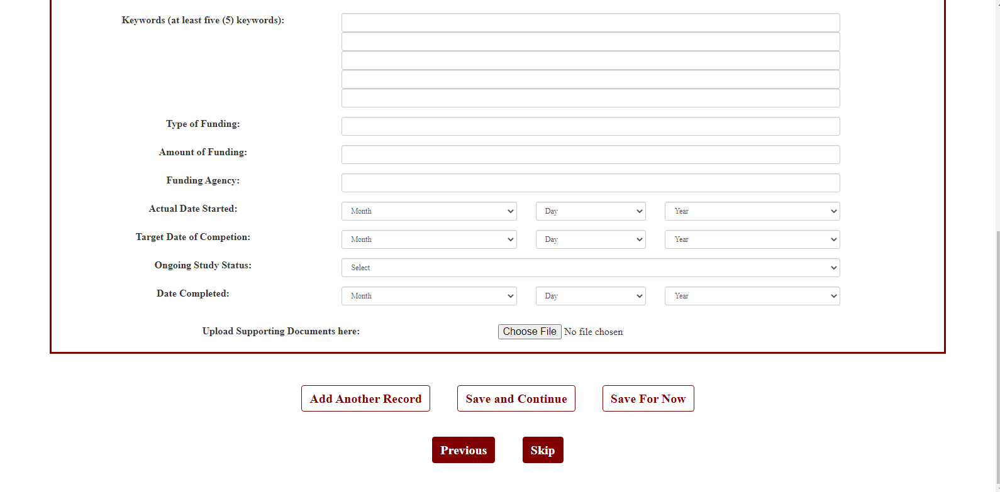 Keywords (at least five (5) keywords):
Type of Funding:
Amount of Funding:
Funding Agency:
Actual Date Started: Month Day Year
Target Date of Competion: Month Day Year
Ongoing Study Status: Select
Date Completed: Month Day Year
Upload Supporting Documents here: Choose File No file chosen
Add Another Record Save and Continue Save For Now
Previous Skip